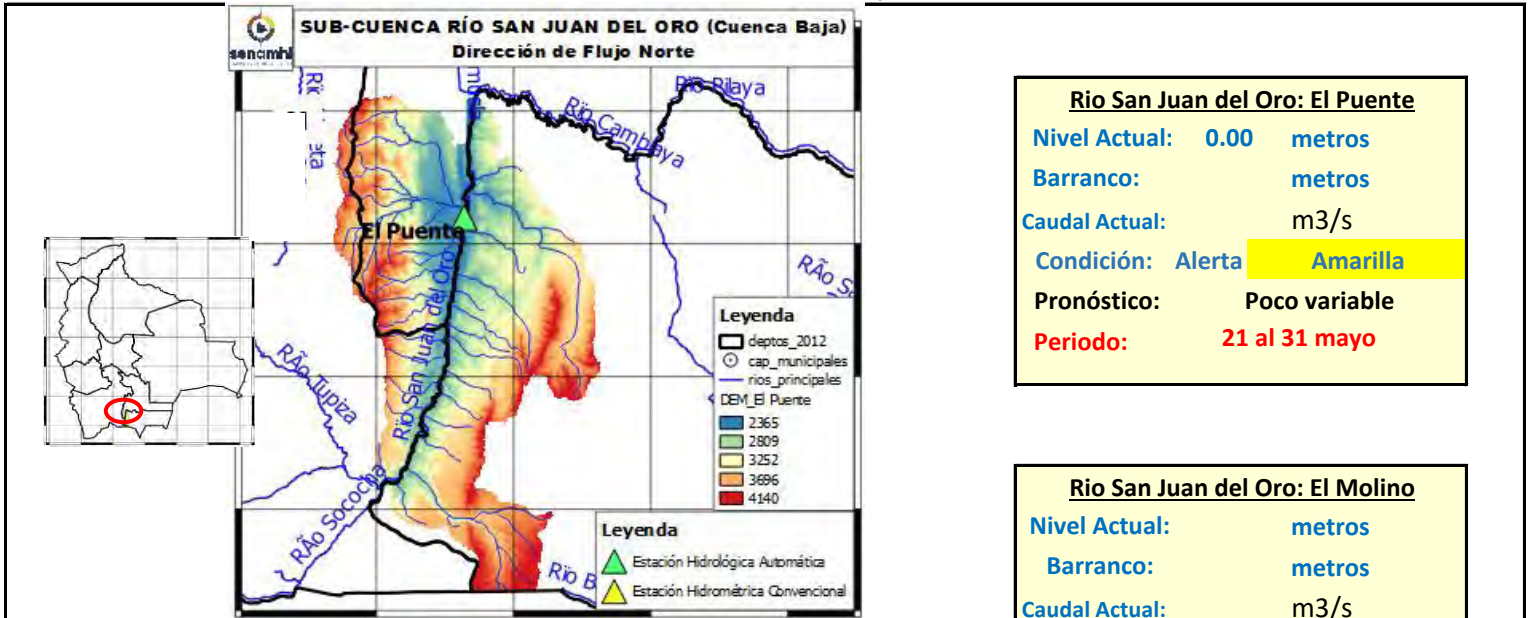 senamhi
SUB-CUENCA RÍO SAN JUAN DEL ORO (Cuenca Baja)
Dirección de Flujo Norte
Río Pilaya
Río Camblaya
El Puente
Río San Juan del Oro
RÃo Tupiza
RÃo Sococha
RÃo S
Río B
Leyenda
deptos_2012
cap_municipales
rios_principales
DEM_El Puente
2365
2809
3252
3696
4140
Leyenda
Estación Hidrológica Automática
Estación Hidrométrica Convencional
Rio San Juan del Oro: El Puente
Nivel Actual: 0.00 metros
Barranco: metros
Caudal Actual: m3/s
Condición: Alerta Amarilla
Pronóstico: Poco variable
Periodo: 21 al 31 mayo
Rio San Juan del Oro: El Molino
Nivel Actual: metros
Barranco: metros
Caudal Actual: m3/s